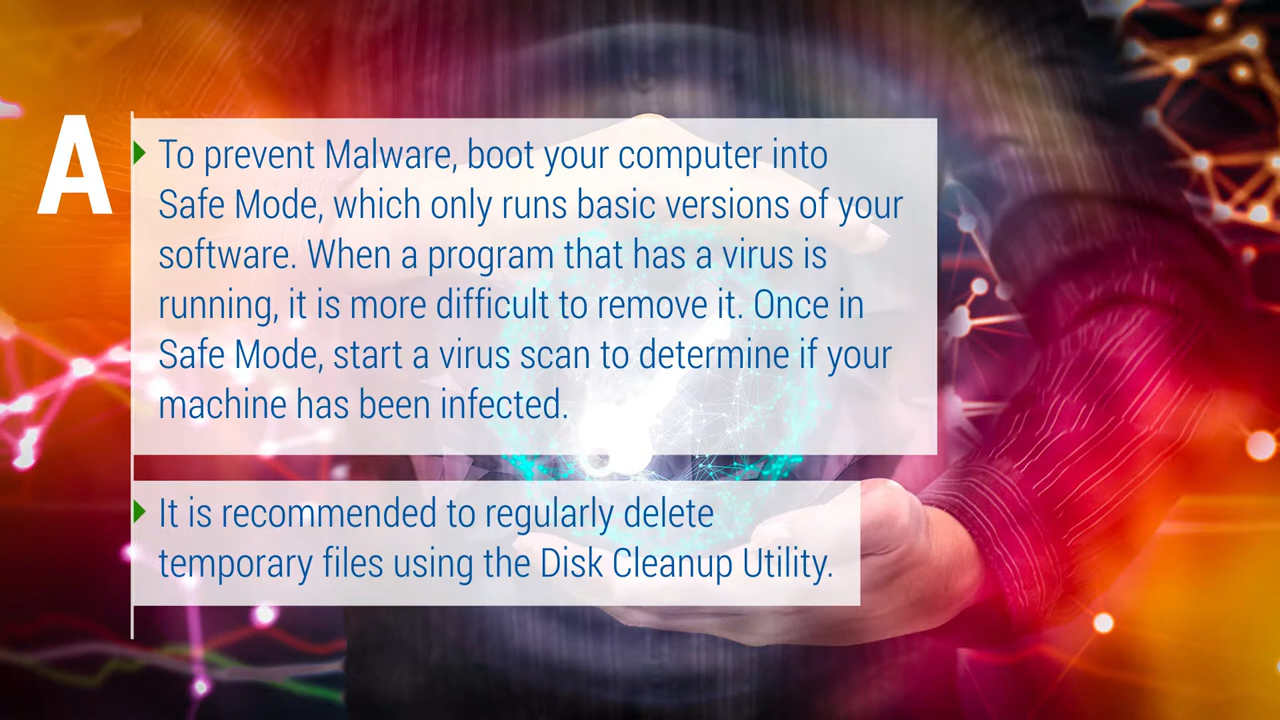 A
To prevent Malware, boot your computer into
Safe Mode, which only runs basic versions of your
software. When a program that has a virus is
running, it is more difficult to remove it. Once in
Safe Mode, start a virus scan to determine if your
machine has been infected.
It is recommended to regularly delete
temporary files using the Disk Cleanup Utility.